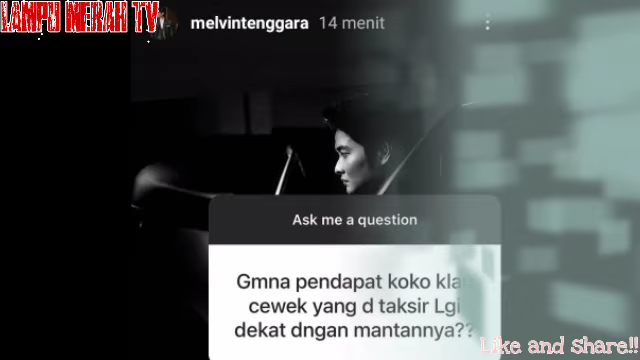 LAMPU MERAH TV
melvintenggara 14 menit
Ask me a question
Gmna pendapat koko klau
cewek yang d taksir Lgi
dekat dngan mantannya??
Like and Share!!